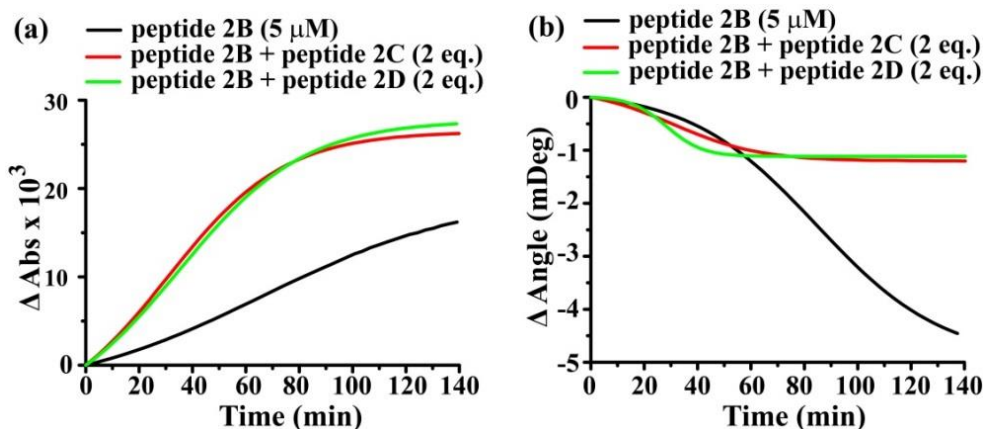 (a)
peptide 2B (5 μM)
peptide 2B + peptide 2C (2 eq.)
peptide 2B + peptide 2D (2 eq.)
30
20
10
0
Δ Abs x 10³
0 20 40 60 80 100 120 140
Time (min)
(b)
peptide 2B (5 μM)
peptide 2B + peptide 2C (2 eq.)
peptide 2B + peptide 2D (2 eq.)
0
-1
-2
-3
-4
-5
Δ Angle (mDeg)
0 20 40 60 80 100 120 140
Time (min)